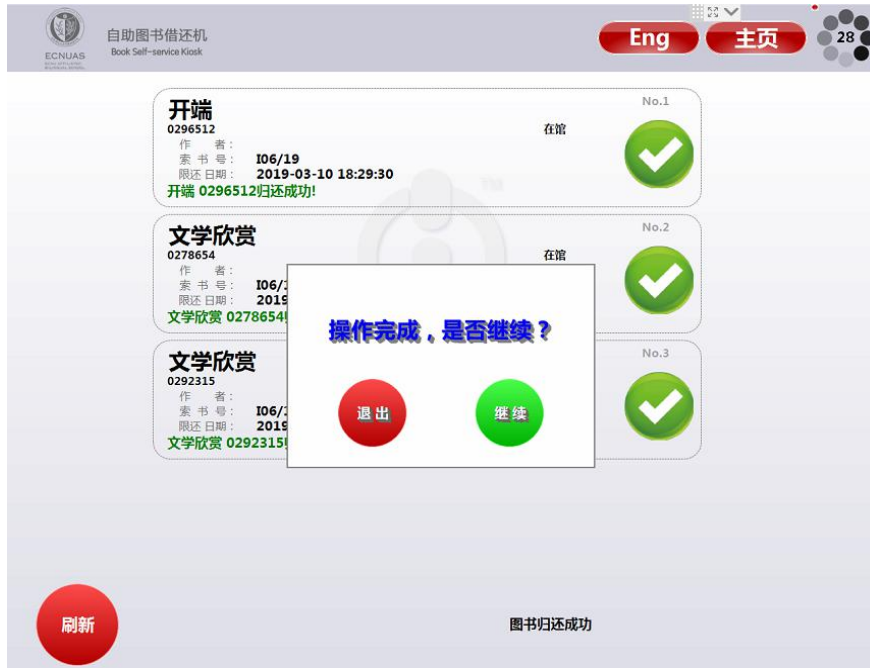 ECNUAS
自助图书借还机
Book Self-service Kiosk
Eng
主页
28
No.1
开端
0296512
在馆
作 者:
索 书 号: I06/19
限还日期: 2019-03-10 18:29:30
开端 0296512归还成功!
No.2
文学欣赏
0278654
在馆
作 者:
索 书 号: I06/
限还日期: 2019
文学欣赏 0278654
操作完成，是否继续？
退出
继续
No.3
文学欣赏
0292315
作 者:
索 书 号: I06/
限还日期: 2019
文学欣赏 0292315
刷新
图书归还成功